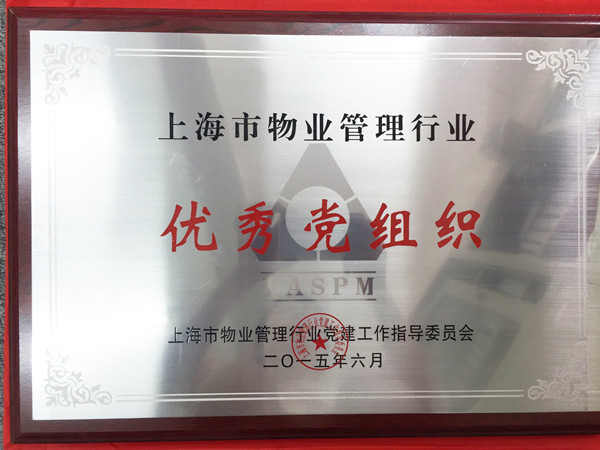 上海市物业管理行业
优秀党组织
ASPM
上海市物业管理行业党建工作指导委员会
二〇一五年六月